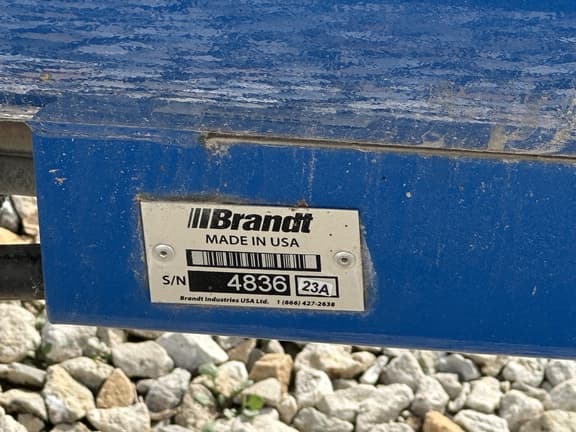 Brandt
MADE IN USA
S/N 4836 23A
Brandt Industries USA Ltd. 1 (866) 427-2638